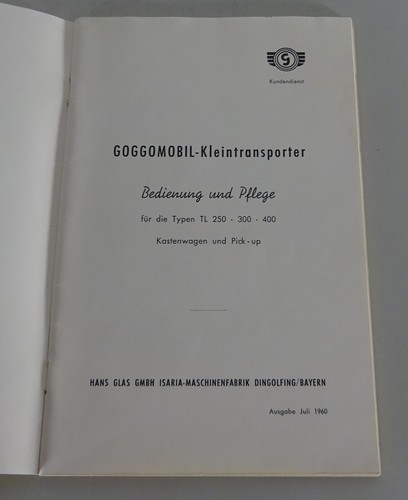 G
Kundendienst
GOGGOMOBIL-Kleintransporter
Bedienung und Pflege
für die Typen TL 250 - 300 - 400
Kastenwagen und Pick-up
HANS GLAS GMBH ISARIA-MASCHINENFABRIK DINGOLFING/BAYERN
Ausgabe Juli 1960